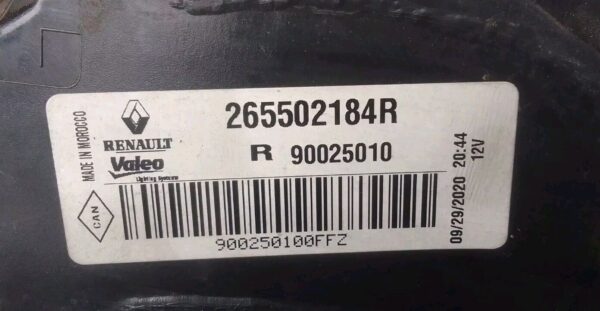 MADE IN MOROCCO
RENAULT
Valeo
Lighting Systems
CAN
265502184R
R 90025010
900250100FFZ
09/29/2020 20:44
12V